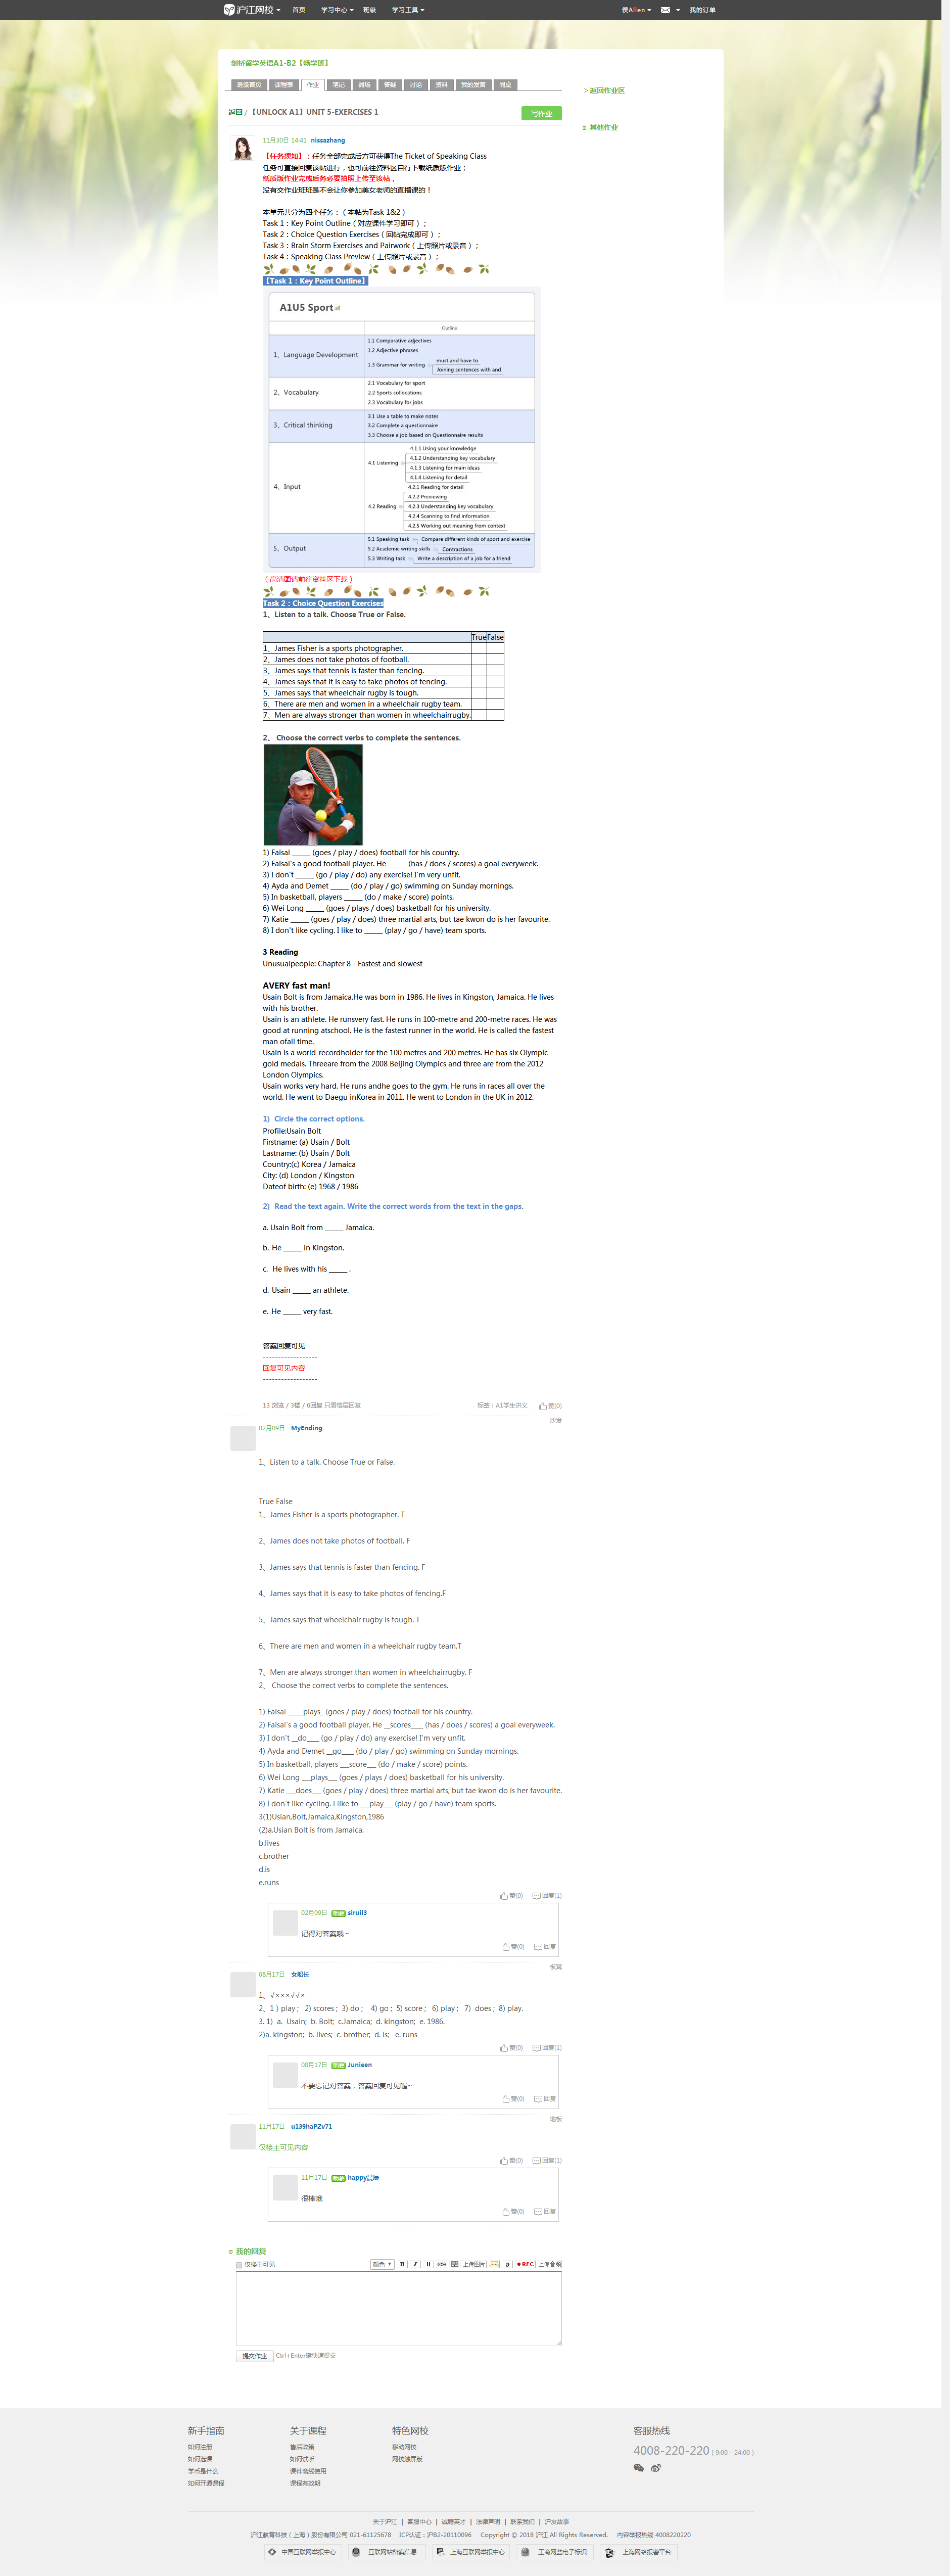 沪江网校 首页 学习中心 班级 学习工具 侯Allen 我的订单
剑桥留学英语A1-B2【畅学班】
班级首页 课程表 作业 笔记 词场 答疑 讨论 资料 我的发言 同桌
> 返回作业区
返回 / 【UNLOCK A1】UNIT 5-EXERCISES 1
写作业
其他作业
11月30日 14:41 nissazhang
【任务须知】：任务全部完成后方可获得The Ticket of Speaking Class
任务可直接回复该帖进行，也可前往资料区自行下载纸质版作业；
纸质版作业完成后务必要拍照上传至该帖，
没有交作业班班是不会让你参加美女老师的直播课的！
本单元共分为四个任务：（本帖为Task 1&2）
Task 1：Key Point Outline（对应课件学习即可）；
Task 2：Choice Question Exercises（回帖完成即可）；
Task 3：Brain Storm Exercises and Pairwork（上传照片或录音）；
Task 4：Speaking Class Preview（上传照片或录音）；
【Task 1：Key Point Outline】
A1U5 Sport
Outline
1、Language Development
1.1 Comparative adjectives
1.2 Adjective phrases
1.3 Grammar for writing
must and have to
Joining sentences with and
2、Vocabulary
2.1 Vocabulary for sport
2.2 Sports collocations
2.3 Vocabulary for jobs
3、Critical thinking
3.1 Use a table to make notes
3.2 Complete a questionnaire
3.3 Choose a job based on Questionnaire results
4、Input
4.1 Listening
4.1.1 Using your knowledge
4.1.2 Understanding key vocabulary
4.1.3 Listening for main ideas
4.1.4 Listening for detail
4.2 Reading
4.2.1 Reading for detail
4.2.2 Previewing
4.2.3 Understanding key vocabulary
4.2.4 Scanning to find information
4.2.5 Working out meaning from context
5、Output
5.1 Speaking task
Compare different kinds of sport and exercise
5.2 Academic writing skills
Contractions
5.3 Writing task
Write a description of a job for a friend
（高清图请前往资料区下载）
Task 2：Choice Question Exercises
1、Listen to a talk. Choose True or False.
True False
1、James Fisher is a sports photographer.
2、James does not take photos of football.
3、James says that tennis is faster than fencing.
4、James says that it is easy to take photos of fencing.
5、James says that wheelchair rugby is tough.
6、There are men and women in a wheelchair rugby team.
7、Men are always stronger than women in wheelchairrugby.
2、 Choose the correct verbs to complete the sentences.
1) Faisal _____ (goes / play / does) football for his country.
2) Faisal's a good football player. He _____ (has / does / scores) a goal everyweek.
3) I don't _____ (go / play / do) any exercise! I'm very unfit.
4) Ayda and Demet _____ (do / play / go) swimming on Sunday mornings.
5) In basketball, players _____ (do / make / score) points.
6) Wei Long _____ (goes / plays / does) basketball for his university.
7) Katie _____ (goes / play / does) three martial arts, but tae kwon do is her favourite.
8) I don't like cycling. I like to _____ (play / go / have) team sports.
3 Reading
Unusualpeople: Chapter 8 - Fastest and slowest
AVERY fast man!
Usain Bolt is from Jamaica.He was born in 1986. He lives in Kingston, Jamaica. He lives
with his brother.
Usain is an athlete. He runsvery fast. He runs in 100-metre and 200-metre races. He was
good at running atschool. He is the fastest runner in the world. He is called the fastest
man ofall time.
Usain is a world-recordholder for the 100 metres and 200 metres. He has six Olympic
gold medals. Threeare from the 2008 Beijing Olympics and three are from the 2012
London Olympics.
Usain works very hard. He runs andhe goes to the gym. He runs in races all over the
world. He went to Daegu inKorea in 2011. He went to London in the UK in 2012.
1) Circle the correct options.
Profile:Usain Bolt
Firstname: (a) Usain / Bolt
Lastname: (b) Usain / Bolt
Country:(c) Korea / Jamaica
City: (d) London / Kingston
Dateof birth: (e) 1968 / 1986
2) Read the text again. Write the correct words from the text in the gaps.
a. Usain Bolt from _____ Jamaica.
b. He _____ in Kingston.
c. He lives with his _____ .
d. Usain _____ an athlete.
e. He _____ very fast.
答案回复可见
------------------
回复可见内容
------------------
13 浏览 / 3楼 / 6回复 只看楼层回复 标签：A1学生讲义 赞(0)
沙发
02月09日 MyEnding
1、Listen to a talk. Choose True or False.
True False
1、James Fisher is a sports photographer. T
2、James does not take photos of football. F
3、James says that tennis is faster than fencing. F
4、James says that it is easy to take photos of fencing.F
5、James says that wheelchair rugby is tough. T
6、There are men and women in a wheelchair rugby team.T
7、Men are always stronger than women in wheelchairrugby. F
2、 Choose the correct verbs to complete the sentences.
1) Faisal ____plays_ (goes / play / does) football for his country.
2) Faisal's a good football player. He __scores___ (has / does / scores) a goal everyweek.
3) I don't __do___ (go / play / do) any exercise! I'm very unfit.
4) Ayda and Demet __go___ (do / play / go) swimming on Sunday mornings.
5) In basketball, players ___score__ (do / make / score) points.
6) Wei Long ___plays__ (goes / plays / does) basketball for his university.
7) Katie ___does__ (goes / play / does) three martial arts, but tae kwon do is her favourite.
8) I don't like cycling. I like to ___play__ (play / go / have) team sports.
3(1)Usian,Bolt,Jamaica,Kingston,1986
(2)a.Usian Bolt is from Jamaica.
b.lives
c.brother
d.is
e.runs
赞(0) 回复(1)
02月09日 siruil3
记得对答案哦~
赞(0) 回复
板凳
08月17日 女船长
1、√×××√√×
2、1 ) play ; 2) scores ; 3) do ; 4) go ; 5) score ; 6) play ; 7) does ; 8) play.
3. 1) a. Usain; b. Bolt; c.Jamaica; d. kingston; e. 1986.
2)a. kingston; b. lives; c. brother; d. is; e. runs
赞(0) 回复(1)
08月17日 Junieen
不要忘记对答案，答案回复可见喔~
赞(0) 回复
地板
11月17日 u139haPZv71
仅楼主可见内容
赞(0) 回复(1)
11月17日 happy晨辰
很棒哦
赞(0) 回复
我的回复
仅楼主可见 颜色 B I U 上传图片 REC 上传音频
提交作业 Ctrl+Enter键快速提交
新手指南 关于课程 特色网校 客服热线
如何注册 售后政策 移动网校 4008-220-220 ( 9:00 - 24:00 )
如何选课 如何试听 网校触屏版
学币是什么 课件离线使用
如何开通课程 课程有效期
关于沪江 | 客服中心 | 诚聘英才 | 法律声明 | 联系我们 | 沪友故事
沪江教育科技（上海）股份有限公司 021-61125678 ICP认证：沪B2-20110096 Copyright © 2018 沪江 All Rights Reserved. 内容举报热线 4008220220
中国互联网举报中心 互联网站备案信息 上海互联网举报中心 工商网监电子标识 上海网络报警平台